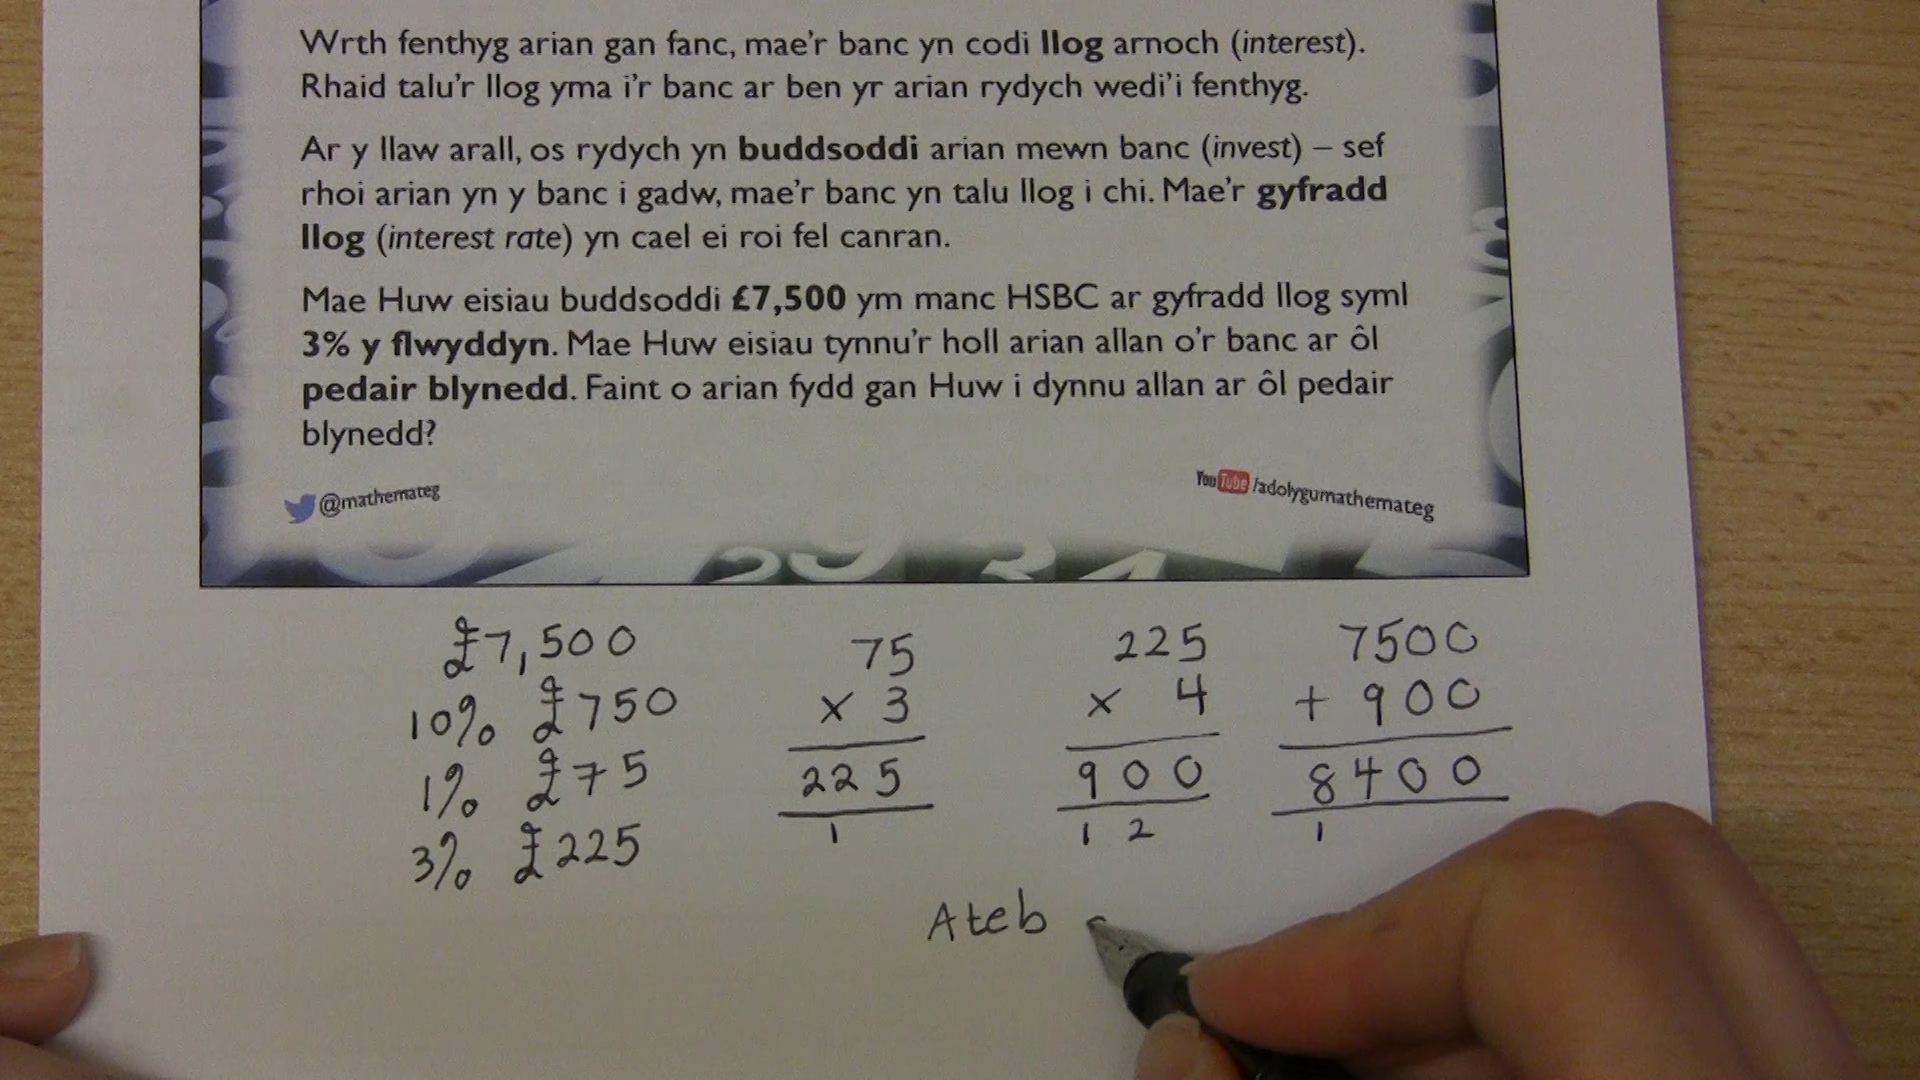 Wrth fenthyg arian gan fanc, mae'r banc yn codi llog arnoch (interest).
Rhaid talu'r llog yma i'r banc ar ben yr arian rydych wedi'i fenthyg.
Ar y llaw arall, os rydych yn buddsoddi arian mewn banc (invest) – sef
rhoi arian yn y banc i gadw, mae'r banc yn talu llog i chi. Mae'r gyfradd
llog (interest rate) yn cael ei roi fel canran.
Mae Huw eisiau buddsoddi £7,500 ym manc HSBC ar gyfradd llog syml
3% y flwyddyn. Mae Huw eisiau tynnu'r holl arian allan o'r banc ar ôl
pedair blynedd. Faint o arian fydd gan Huw i dynnu allan ar ôl pedair
blynedd?
@mathemateg
YouTube /adolygumathemateg
£7,500
10% £750
1% £75
3% £225
75
× 3
225
1
225
× 4
900
1 2
7500
+ 900
8400
1
Ateb